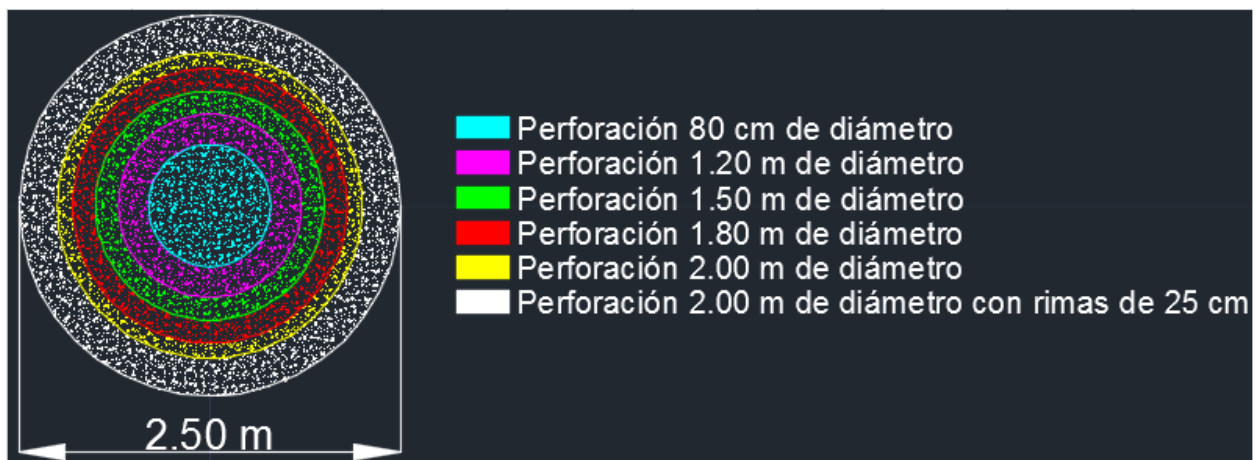 Perforación 80 cm de diámetro
Perforación 1.20 m de diámetro
Perforación 1.50 m de diámetro
Perforación 1.80 m de diámetro
Perforación 2.00 m de diámetro
Perforación 2.00 m de diámetro con rimas de 25 cm
2.50 m